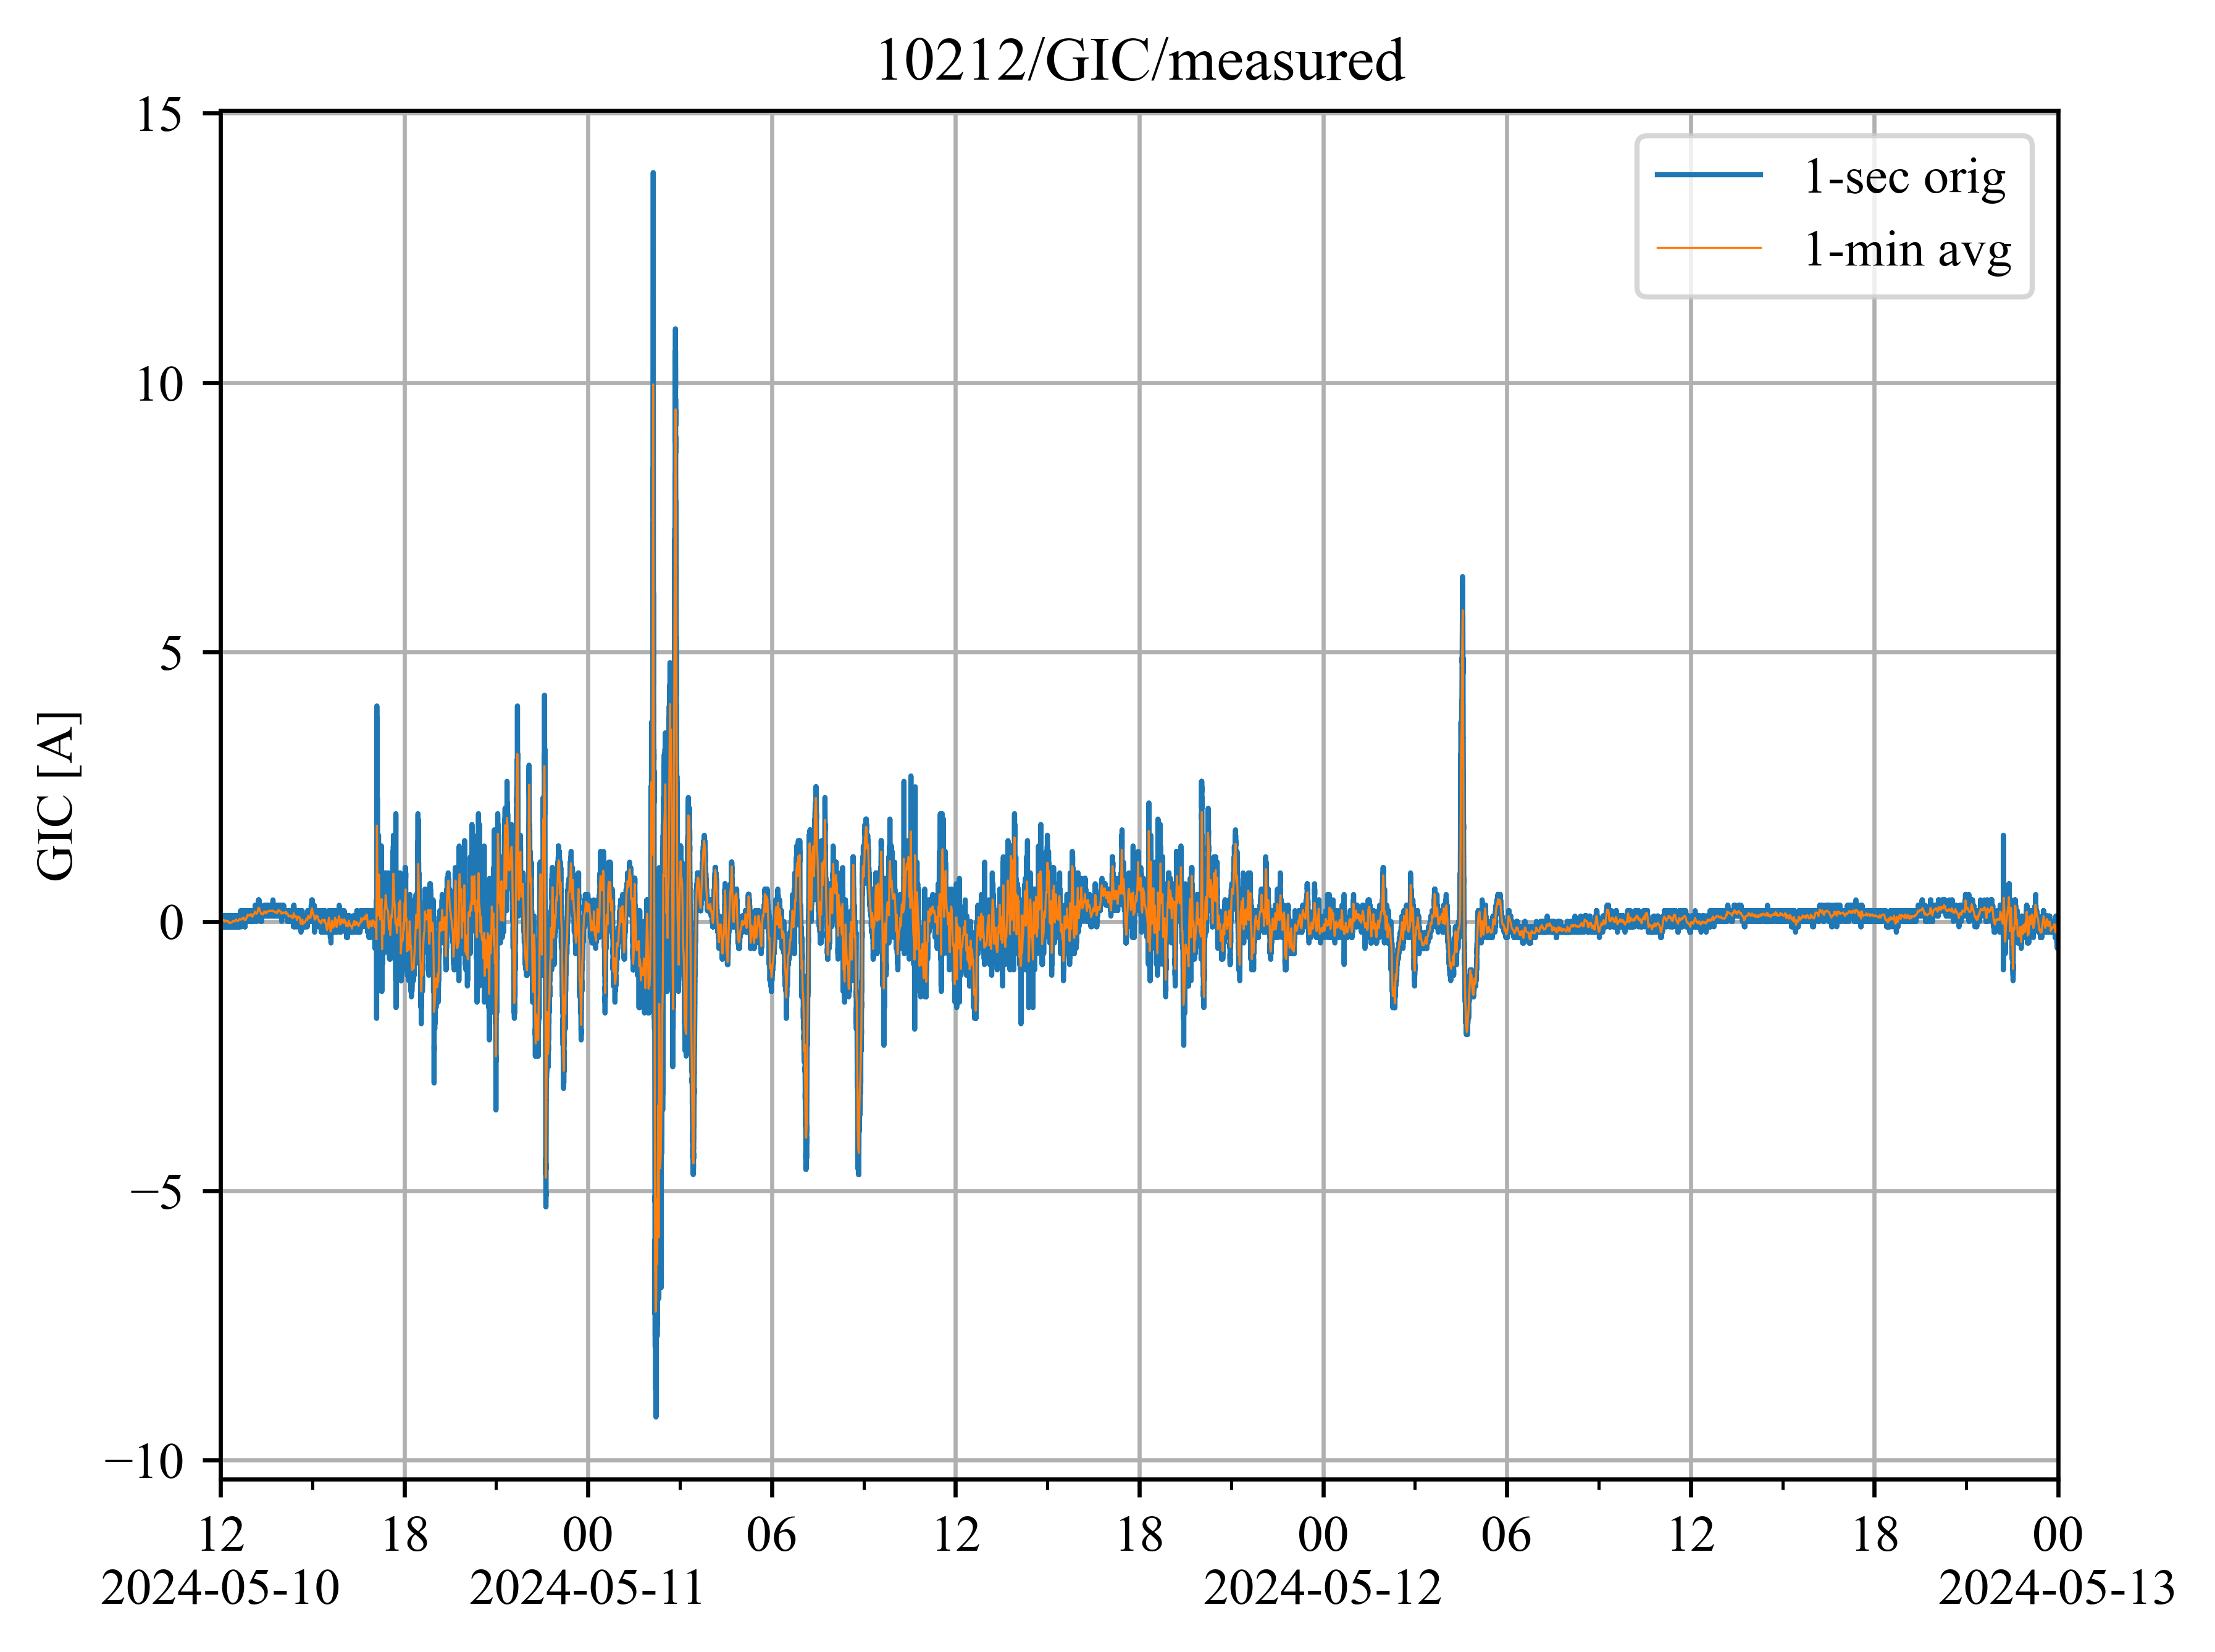 10212/GIC/measured
15
10
5
0
−5
−10
GIC [A]
1-sec orig
1-min avg
12 18 00 06 12 18 00 06 12 18 00
2024-05-10 2024-05-11 2024-05-12 2024-05-13